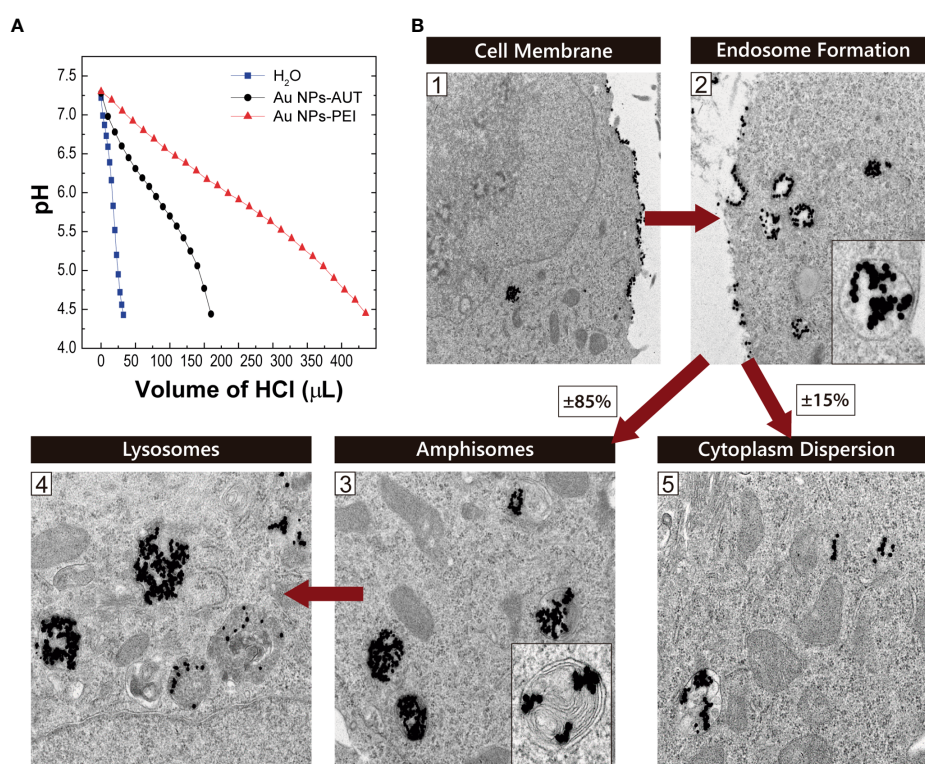 A
7.5
7.0
6.5
6.0
5.5
5.0
4.5
4.0
pH
0 50 100 150 200 250 300 350 400
Volume of HCl (μL)
H₂O
Au NPs-AUT
Au NPs-PEI
B
Cell Membrane
1
Endosome Formation
2
±85%
±15%
Lysosomes
4
Amphisomes
3
Cytoplasm Dispersion
5